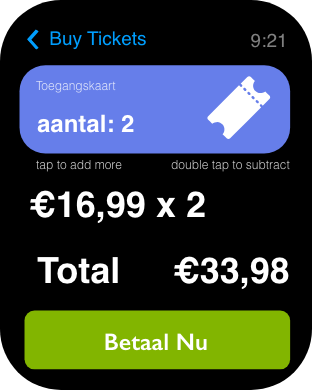 Buy Tickets 9:21
Toegangskaart
aantal: 2
tap to add more double tap to subtract
€16,99 x 2
Total €33,98
Betaal Nu